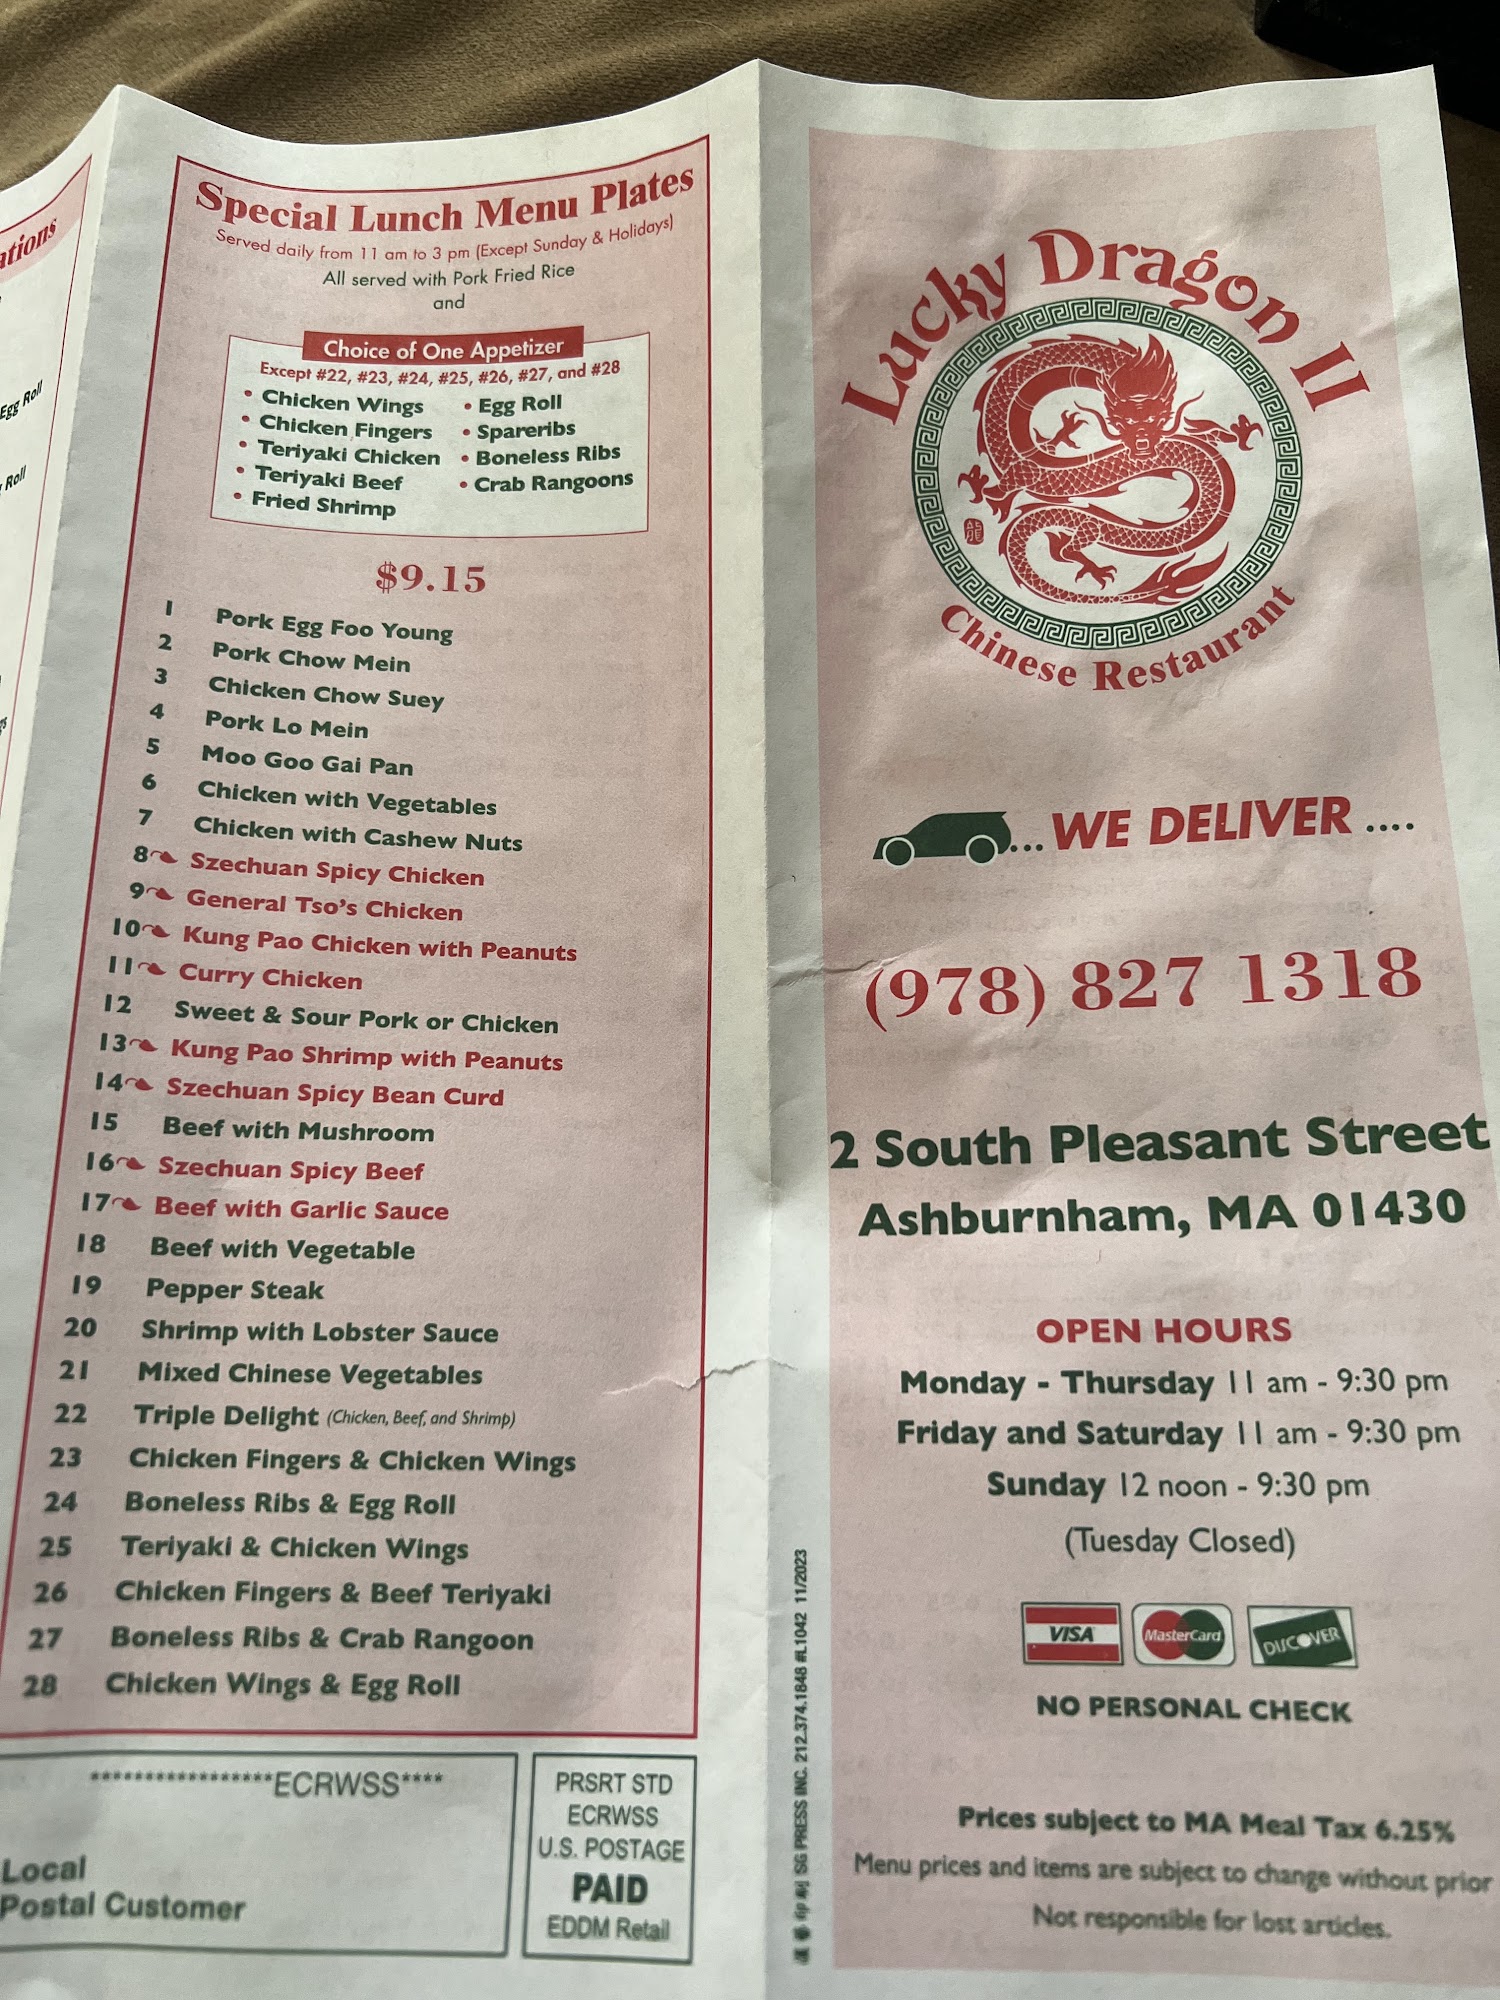 ations
Egg Roll
Roll
Special Lunch Menu Plates
Served daily from 11 am to 3 pm (Except Sunday & Holidays)
All served with Pork Fried Rice
and
Choice of One Appetizer
Except #22, #23, #24, #25, #26, #27, and #28
• Chicken Wings
• Chicken Fingers
• Teriyaki Chicken
• Teriyaki Beef
• Fried Shrimp
• Egg Roll
• Spareribs
• Boneless Ribs
• Crab Rangoons
$9.15
1 Pork Egg Foo Young
2 Pork Chow Mein
3 Chicken Chow Suey
4 Pork Lo Mein
5 Moo Goo Gai Pan
6 Chicken with Vegetables
7 Chicken with Cashew Nuts
8 Szechuan Spicy Chicken
9 General Tso's Chicken
10 Kung Pao Chicken with Peanuts
11 Curry Chicken
12 Sweet & Sour Pork or Chicken
13 Kung Pao Shrimp with Peanuts
14 Szechuan Spicy Bean Curd
15 Beef with Mushroom
16 Szechuan Spicy Beef
17 Beef with Garlic Sauce
18 Beef with Vegetable
19 Pepper Steak
20 Shrimp with Lobster Sauce
21 Mixed Chinese Vegetables
22 Triple Delight (Chicken, Beef, and Shrimp)
23 Chicken Fingers & Chicken Wings
24 Boneless Ribs & Egg Roll
25 Teriyaki & Chicken Wings
26 Chicken Fingers & Beef Teriyaki
27 Boneless Ribs & Crab Rangoon
28 Chicken Wings & Egg Roll
*****************ECRWSS****
Local
Postal Customer
PRSRT STD
ECRWSS
U.S. POSTAGE
PAID
EDDM Retail
SG PRESS INC. 212.374.1848 #L1042 11/2023
Lucky Dragon II
Chinese Restaurant
... WE DELIVER ....
(978) 827 1318
2 South Pleasant Street
Ashburnham, MA 01430
OPEN HOURS
Monday - Thursday 11 am - 9:30 pm
Friday and Saturday 11 am - 9:30 pm
Sunday 12 noon - 9:30 pm
(Tuesday Closed)
VISA
MasterCard
DISCOVER
NO PERSONAL CHECK
Prices subject to MA Meal Tax 6.25%
Menu prices and items are subject to change without prior
Not responsible for lost articles.